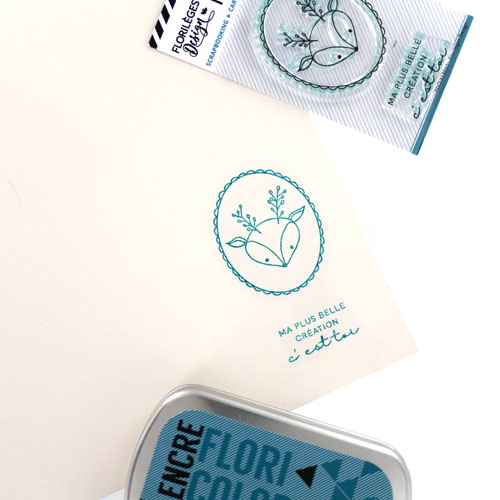 FLORILÈGES
Design
SCRAPBOOKING • CAR
MA PLUS BELLE
CRÉATION
c'est toi
MA PLUS BELLE
CRÉATION
c'est toi
ENCRE
FLORI
COLOR